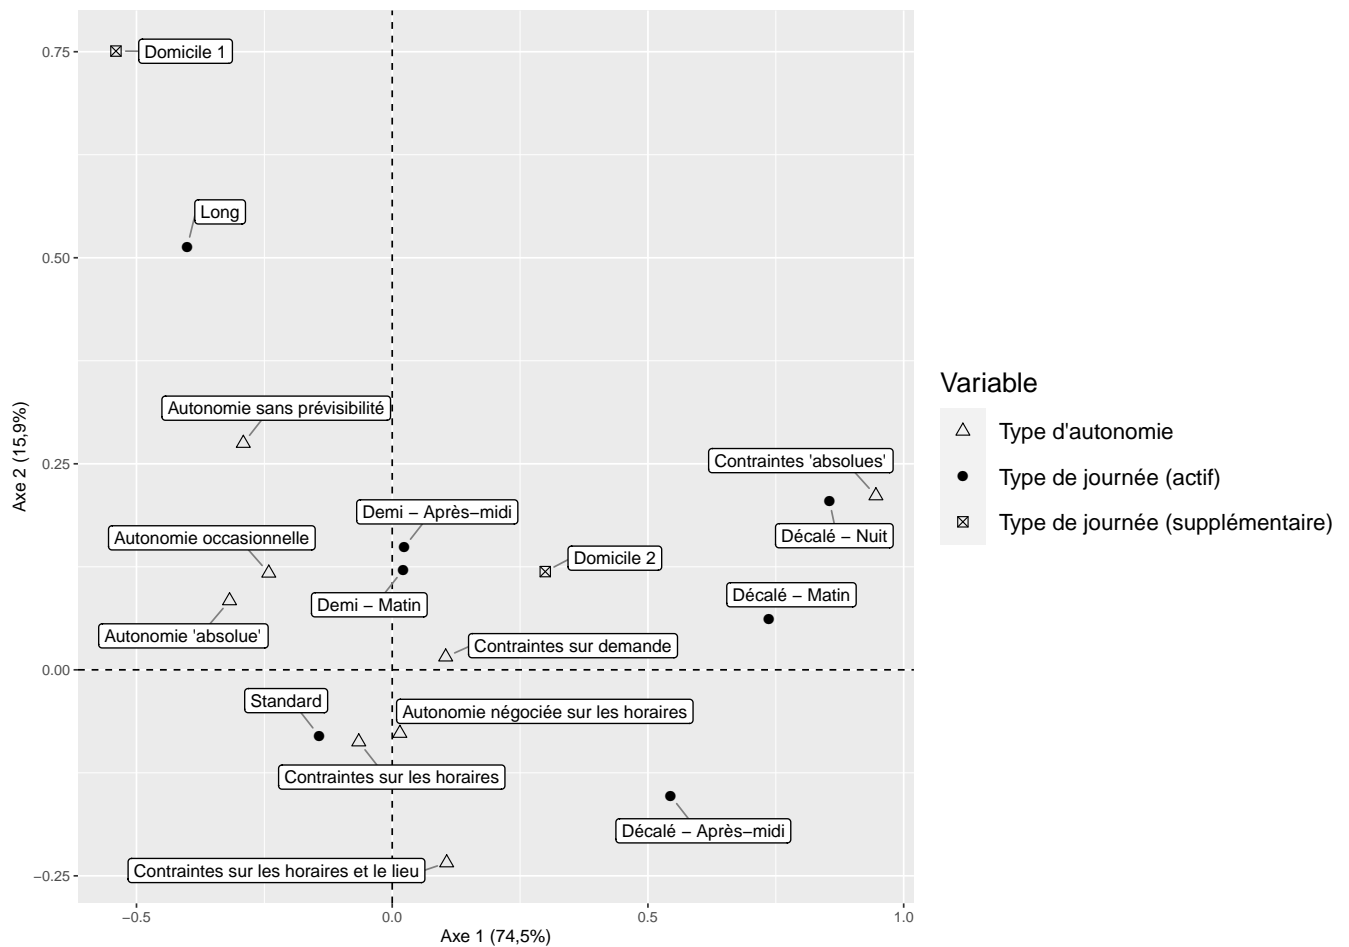 0.75
Domicile 1
Long
0.50
Autonomie sans prévisibilité
Variable
Type d'autonomie
Type de journée (actif)
Type de journée (supplémentaire)
Axe 2 (15,9%)
0.25
Contraintes 'absolues'
Demi − Après−midi
Décalé − Nuit
Autonomie occasionnelle
Domicile 2
Décalé − Matin
Demi − Matin
Autonomie 'absolue'
Contraintes sur demande
0.00
Standard
Autonomie négociée sur les horaires
Contraintes sur les horaires
Décalé − Après−midi
Contraintes sur les horaires et le lieu
−0.25
−0.5
0.0
0.5
1.0
Axe 1 (74,5%)